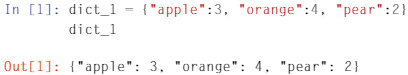 In [1]: dict_1 = {"apple":3, "orange":4, "pear":2}
dict_1
Out[1]: {"apple": 3, "orange": 4, "pear": 2}